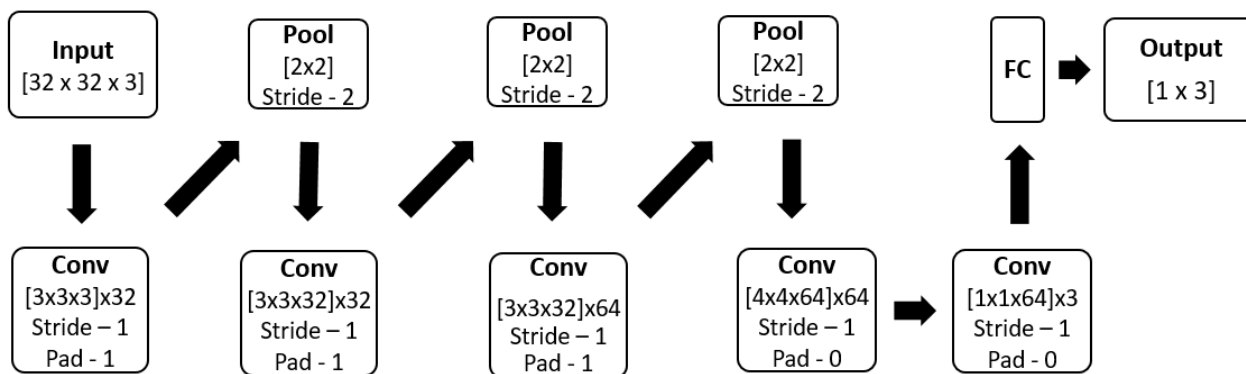 Input
[32 x 32 x 3]
Pool
[2x2]
Stride - 2
Pool
[2x2]
Stride - 2
Pool
[2x2]
Stride - 2
FC
Output
[1 x 3]
Conv
[3x3x3]x32
Stride – 1
Pad - 1
Conv
[3x3x32]x32
Stride – 1
Pad - 1
Conv
[3x3x32]x64
Stride – 1
Pad - 1
Conv
[4x4x64]x64
Stride – 1
Pad - 0
Conv
[1x1x64]x3
Stride – 1
Pad - 0